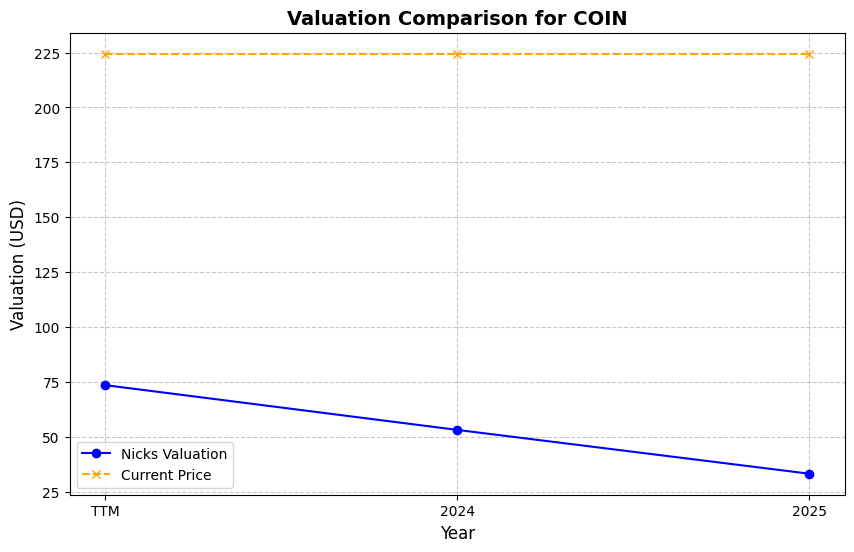 Valuation Comparison for COIN
Valuation (USD)
225
200
175
150
125
100
75
50
25
Nicks Valuation
Current Price
TTM
2024
2025
Year